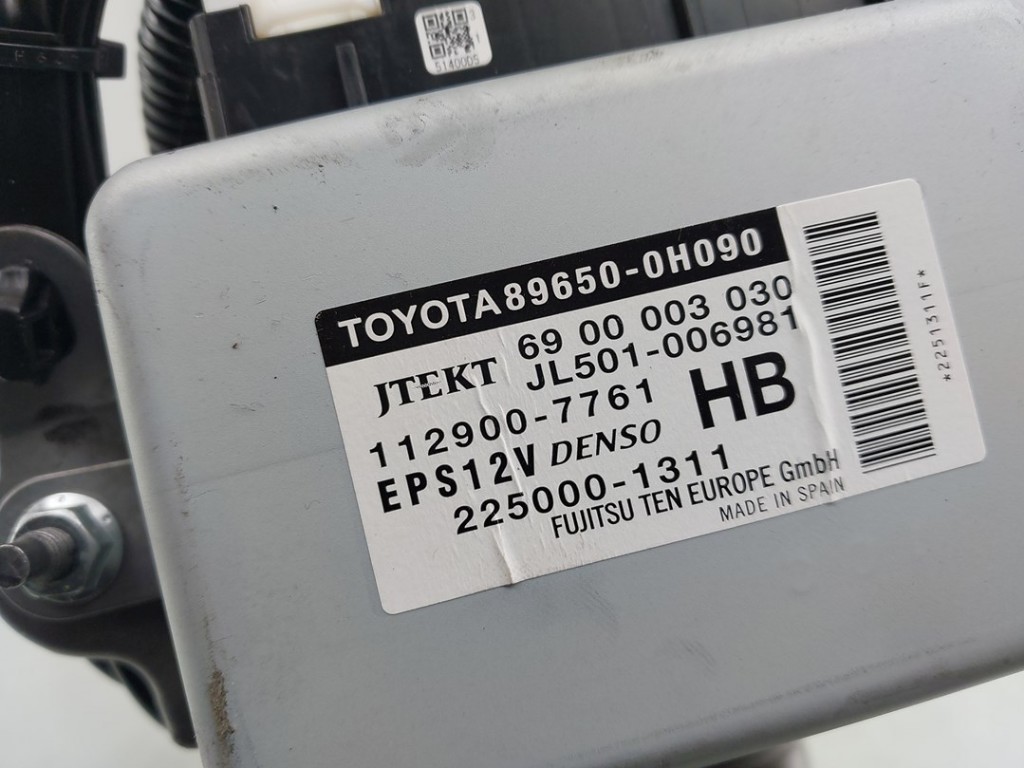 5140005
TOYOTA 89650-0H090
JTEKT
69 00 003 030
JL501-006981
112900-7761
HB
EPS12V DENSO
225000-1311
FUJITSU TEN EUROPE GmbH
MADE IN SPAIN
*2251311F*